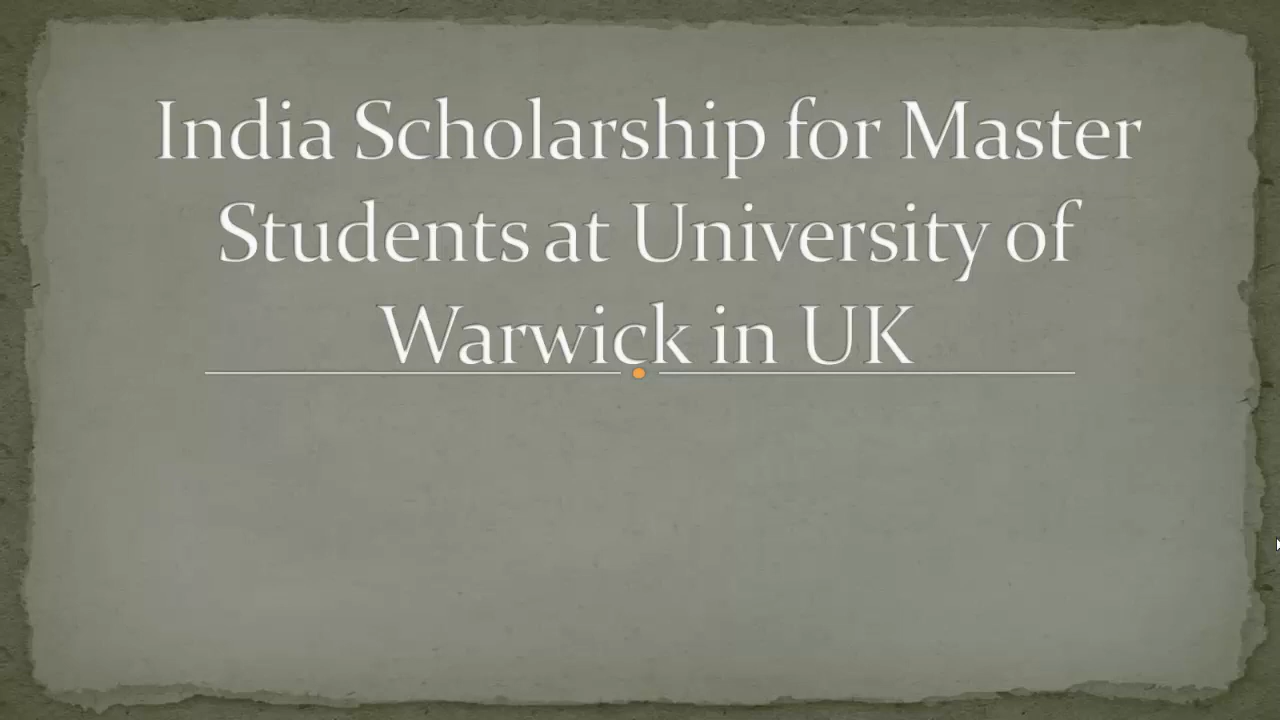 India Scholarship for Master
Students at University of
Warwick in UK